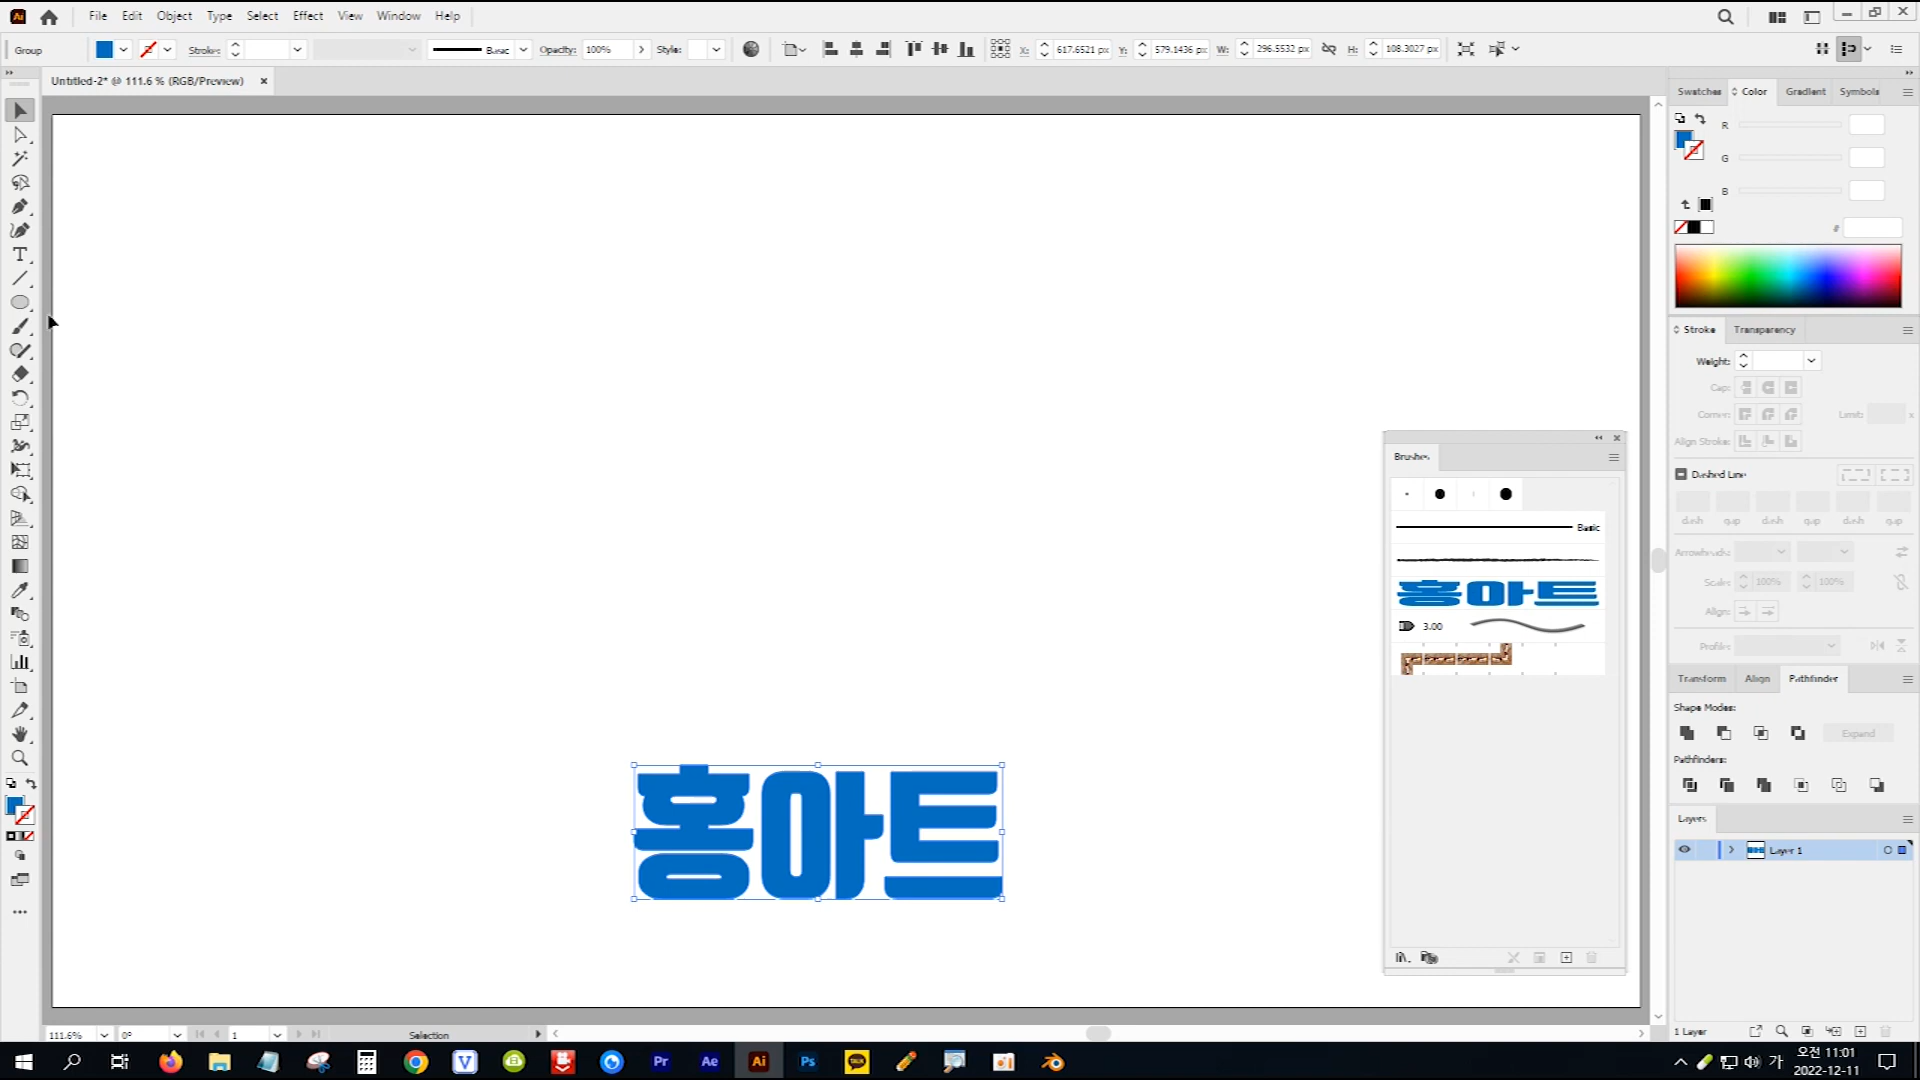 Ai File Edit Object Type Select Effect View Window Help
Group Stroke: Basic Opacity: 100% Style: X: 617.6521 px Y: 579.1436 px W: 296.5532 px H: 108.3027 px
Untitled-2* @ 111.6 % (RGB/Preview)
Swatches Color Gradient Symbols
R
G
B
#
Stroke Transparency
Weight:
Cap:
Corner: Limit: x
Align Stroke:
Dashed Line
dash gap dash gap dash gap
Arrowheads:
Scale: 100% 100%
Align:
Profile:
Brushes
Basic
홍아트
3.00
Transform Align Pathfinder
Shape Modes:
Expand
Pathfinders:
Layers
Layer 1
홍아트
1 Layer
111.6% 0° 1 Selection
V Pr Ae Ai Ps TALK 가 오전 11:01
2022-12-11